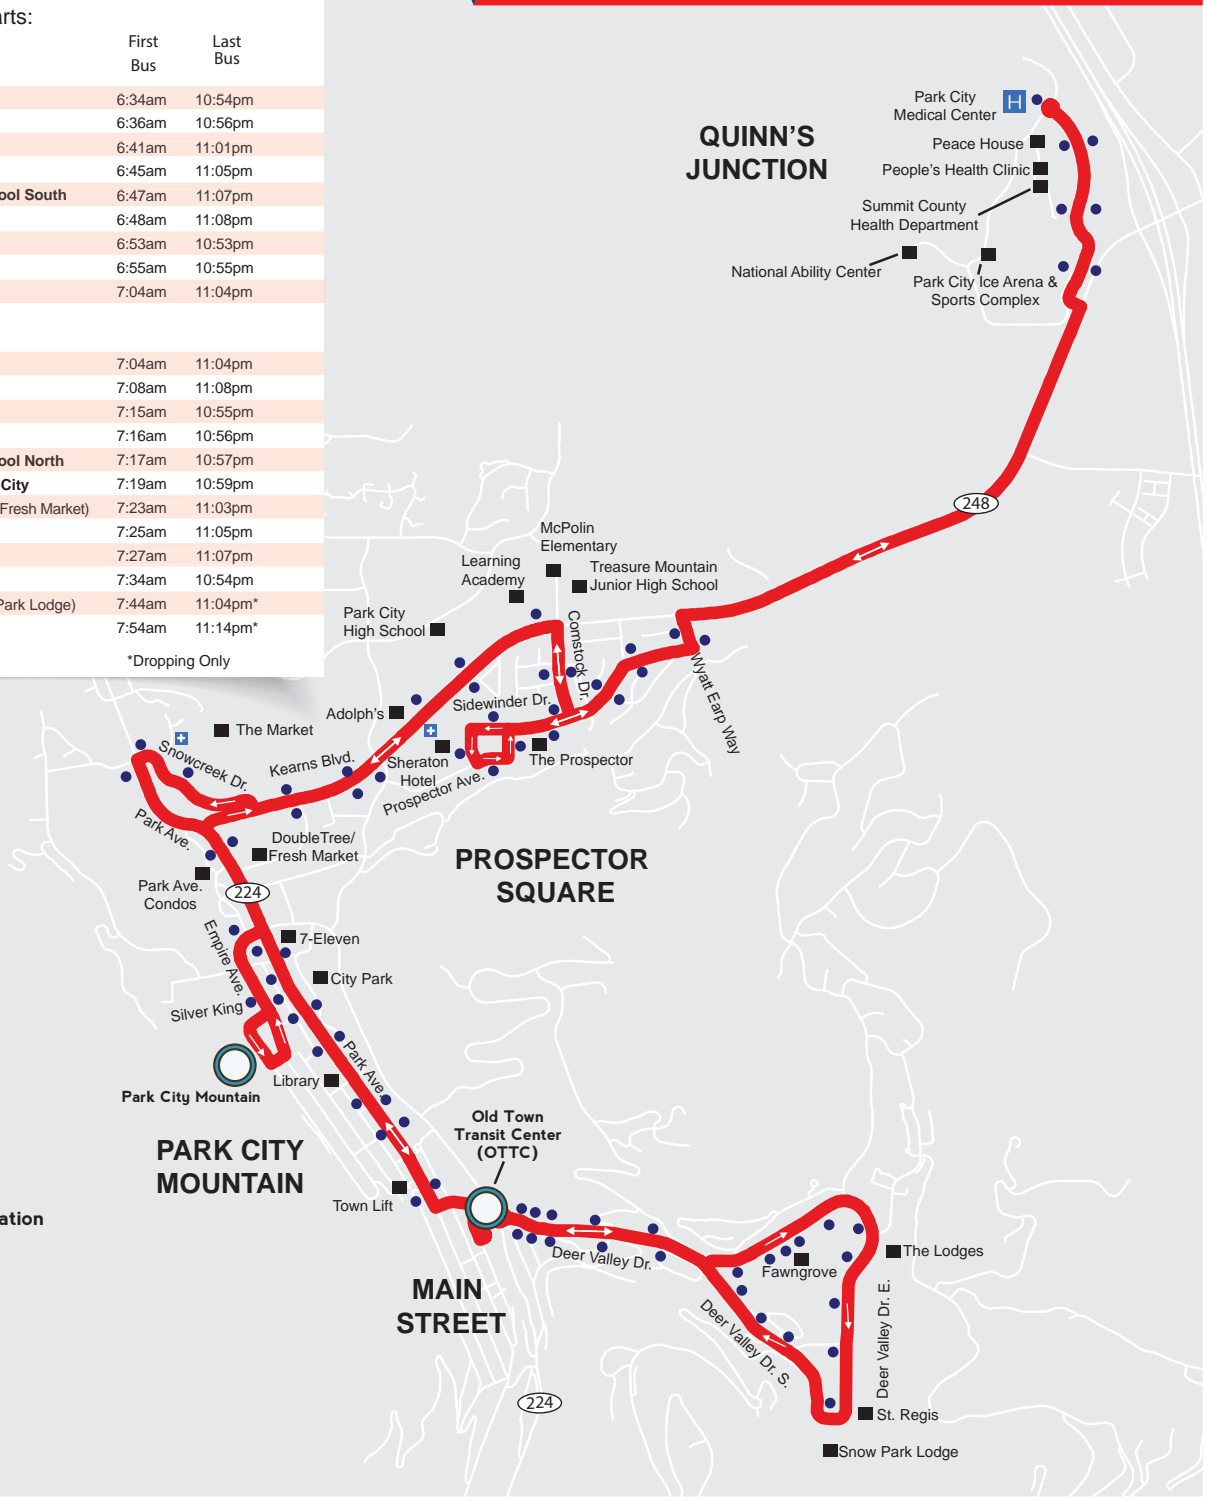 arts:
First Last
Bus Bus
6:34am 10:54pm
6:36am 10:56pm
6:41am 11:01pm
6:45am 11:05pm
ool South 6:47am 11:07pm
6:48am 11:08pm
6:53am 10:53pm
6:55am 10:55pm
7:04am 11:04pm
7:04am 11:04pm
7:08am 11:08pm
7:15am 10:55pm
7:16am 10:56pm
ool North 7:17am 10:57pm
City 7:19am 10:59pm
Fresh Market) 7:23am 11:03pm
7:25am 11:05pm
7:27am 11:07pm
7:34am 10:54pm
Park Lodge) 7:44am 11:04pm*
7:54am 11:14pm*
*Dropping Only
Park City
Medical Center
H
QUINN'S
JUNCTION
Peace House
People's Health Clinic
Summit County
Health Department
National Ability Center
Park City Ice Arena &
Sports Complex
248
McPolin
Elementary
Learning
Academy
Treasure Mountain
Junior High School
Park City
High School
Comstock Dr.
Wyatt Earp Way
Sidewinder Dr.
Adolph's
The Market
Snowcreek Dr.
Kearns Blvd.
Sheraton
Hotel
The Prospector
Prospector Ave.
Park Ave.
DoubleTree/
Fresh Market
PROSPECTOR
SQUARE
Park Ave.
Condos
224
Empire Ave.
7-Eleven
City Park
Silver King
Park Ave.
Library
Park City Mountain
Old Town
Transit Center
(OTTC)
PARK CITY
MOUNTAIN
Town Lift
ation
Deer Valley Dr.
Fawngrove
The Lodges
MAIN
STREET
Deer Valley Dr. S.
Deer Valley Dr. E.
224
St. Regis
Snow Park Lodge